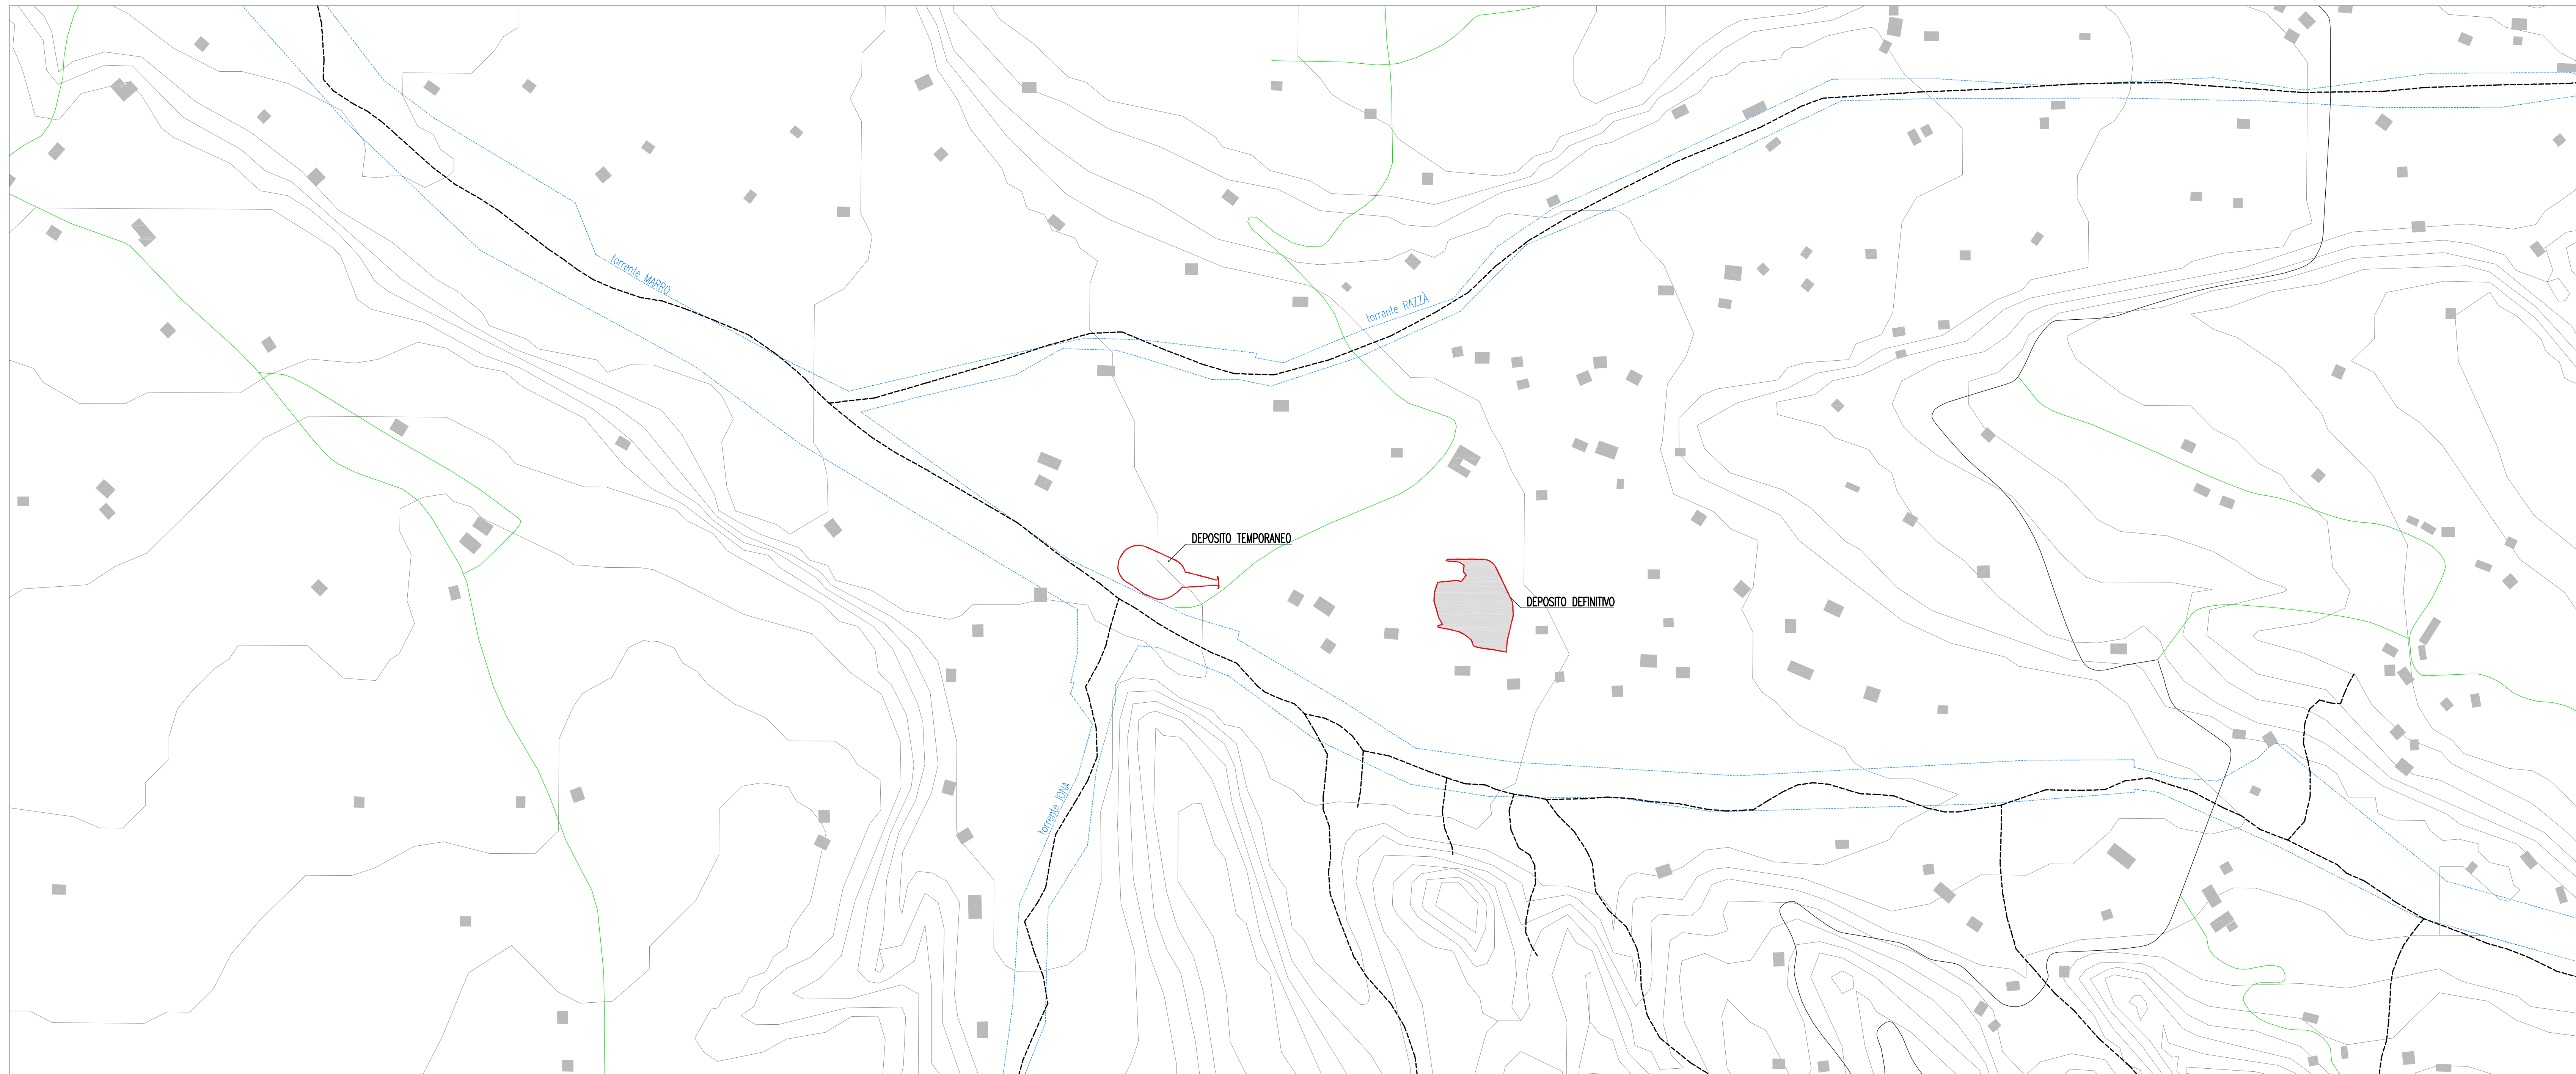 torrente MARRO
torrente RAZZÀ
DEPOSITO TEMPORANEO
DEPOSITO DEFINITIVO
torrente IONA